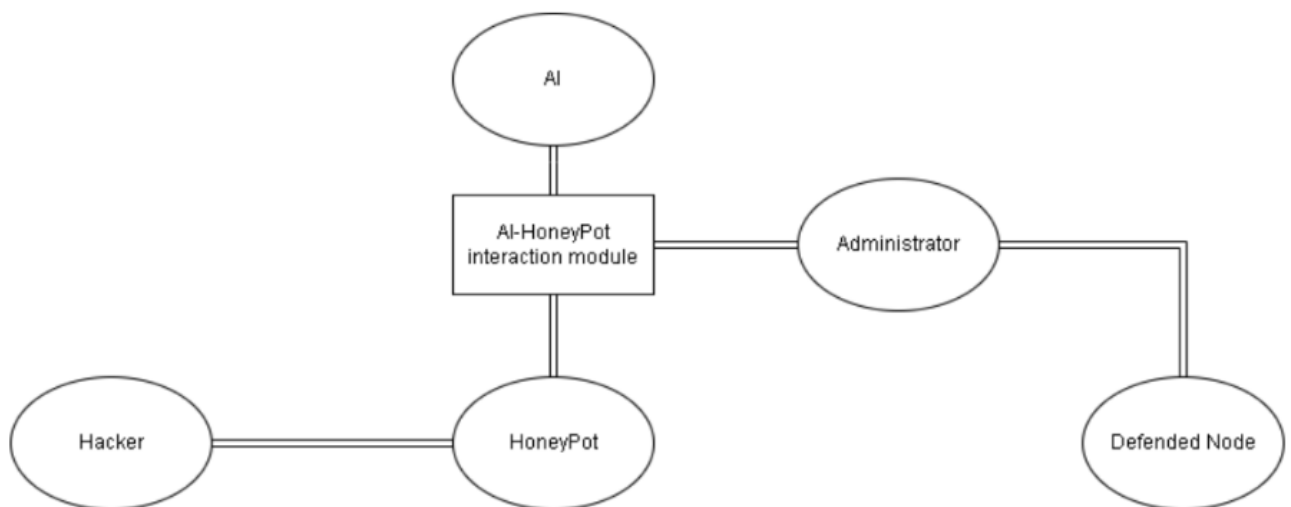 AI
AI-HoneyPot
interaction module
Administrator
Hacker
HoneyPot
Defended Node